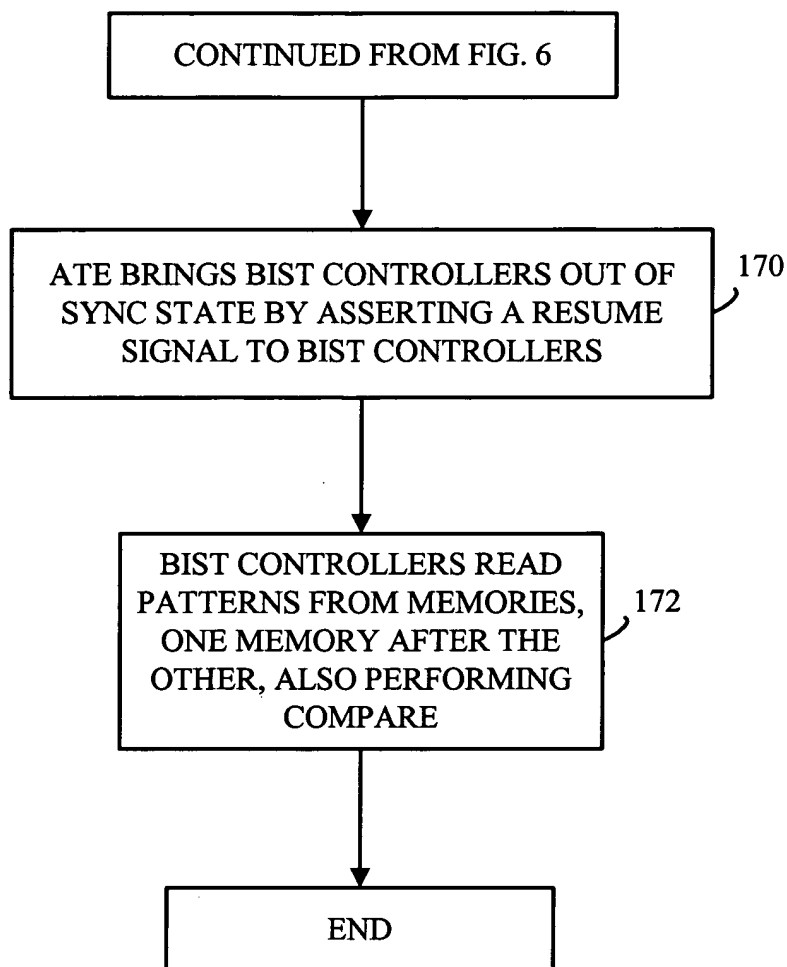 CONTINUED FROM FIG. 6
ATE BRINGS BIST CONTROLLERS OUT OF
SYNC STATE BY ASSERTING A RESUME
SIGNAL TO BIST CONTROLLERS
170
BIST CONTROLLERS READ
PATTERNS FROM MEMORIES,
ONE MEMORY AFTER THE
OTHER, ALSO PERFORMING
COMPARE
172
END